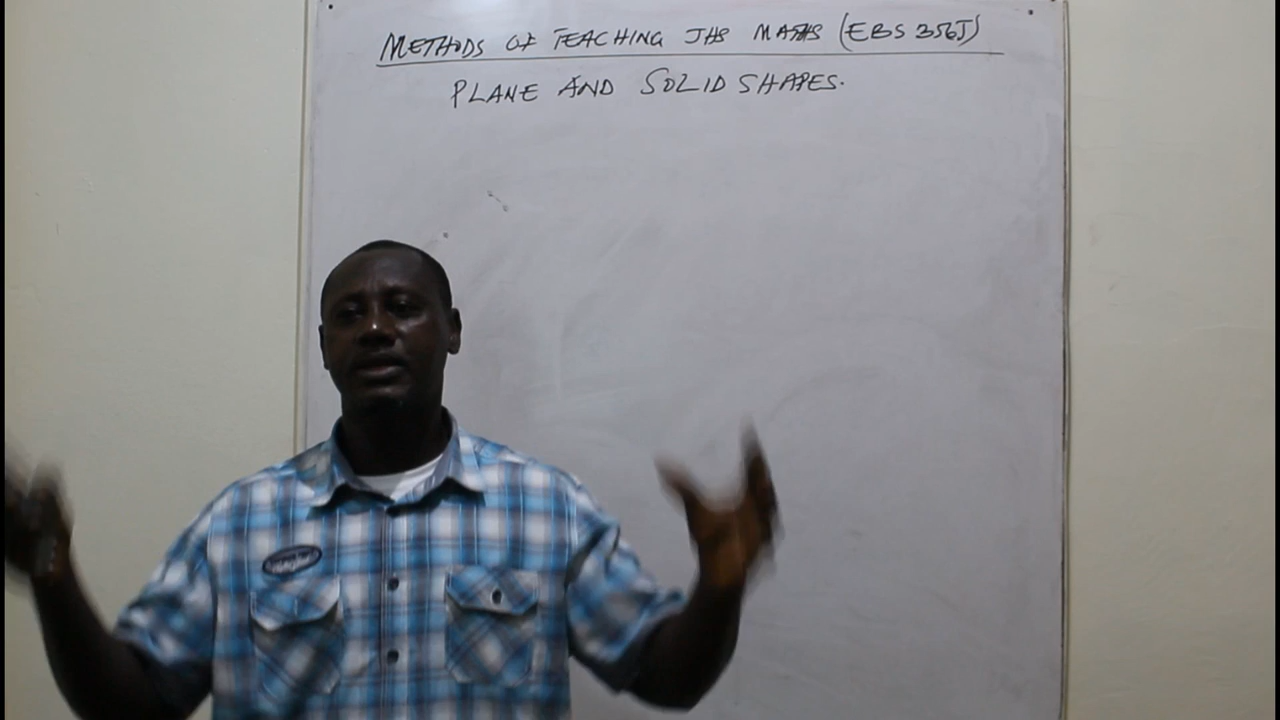 METHODS OF TEACHING JHS MATHS (EBS 356J)
PLANE AND SOLID SHAPES.